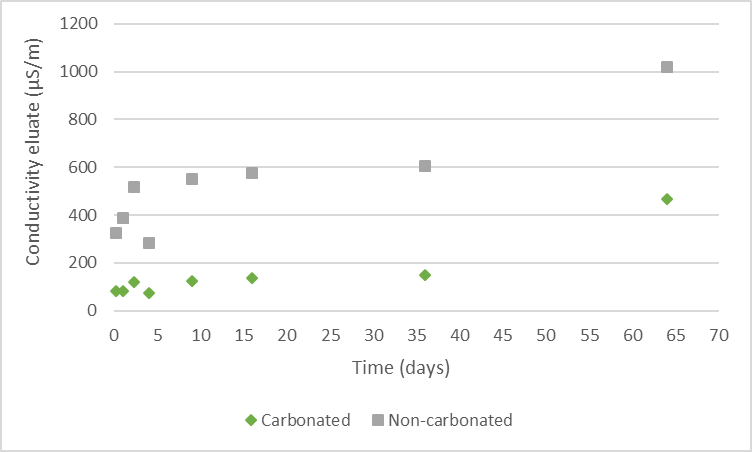 1200
1000
800
600
400
200
0
Conductivity eluate (µS/m)
0 5 10 15 20 25 30 35 40 45 50 55 60 65 70
Time (days)
Carbonated Non-carbonated